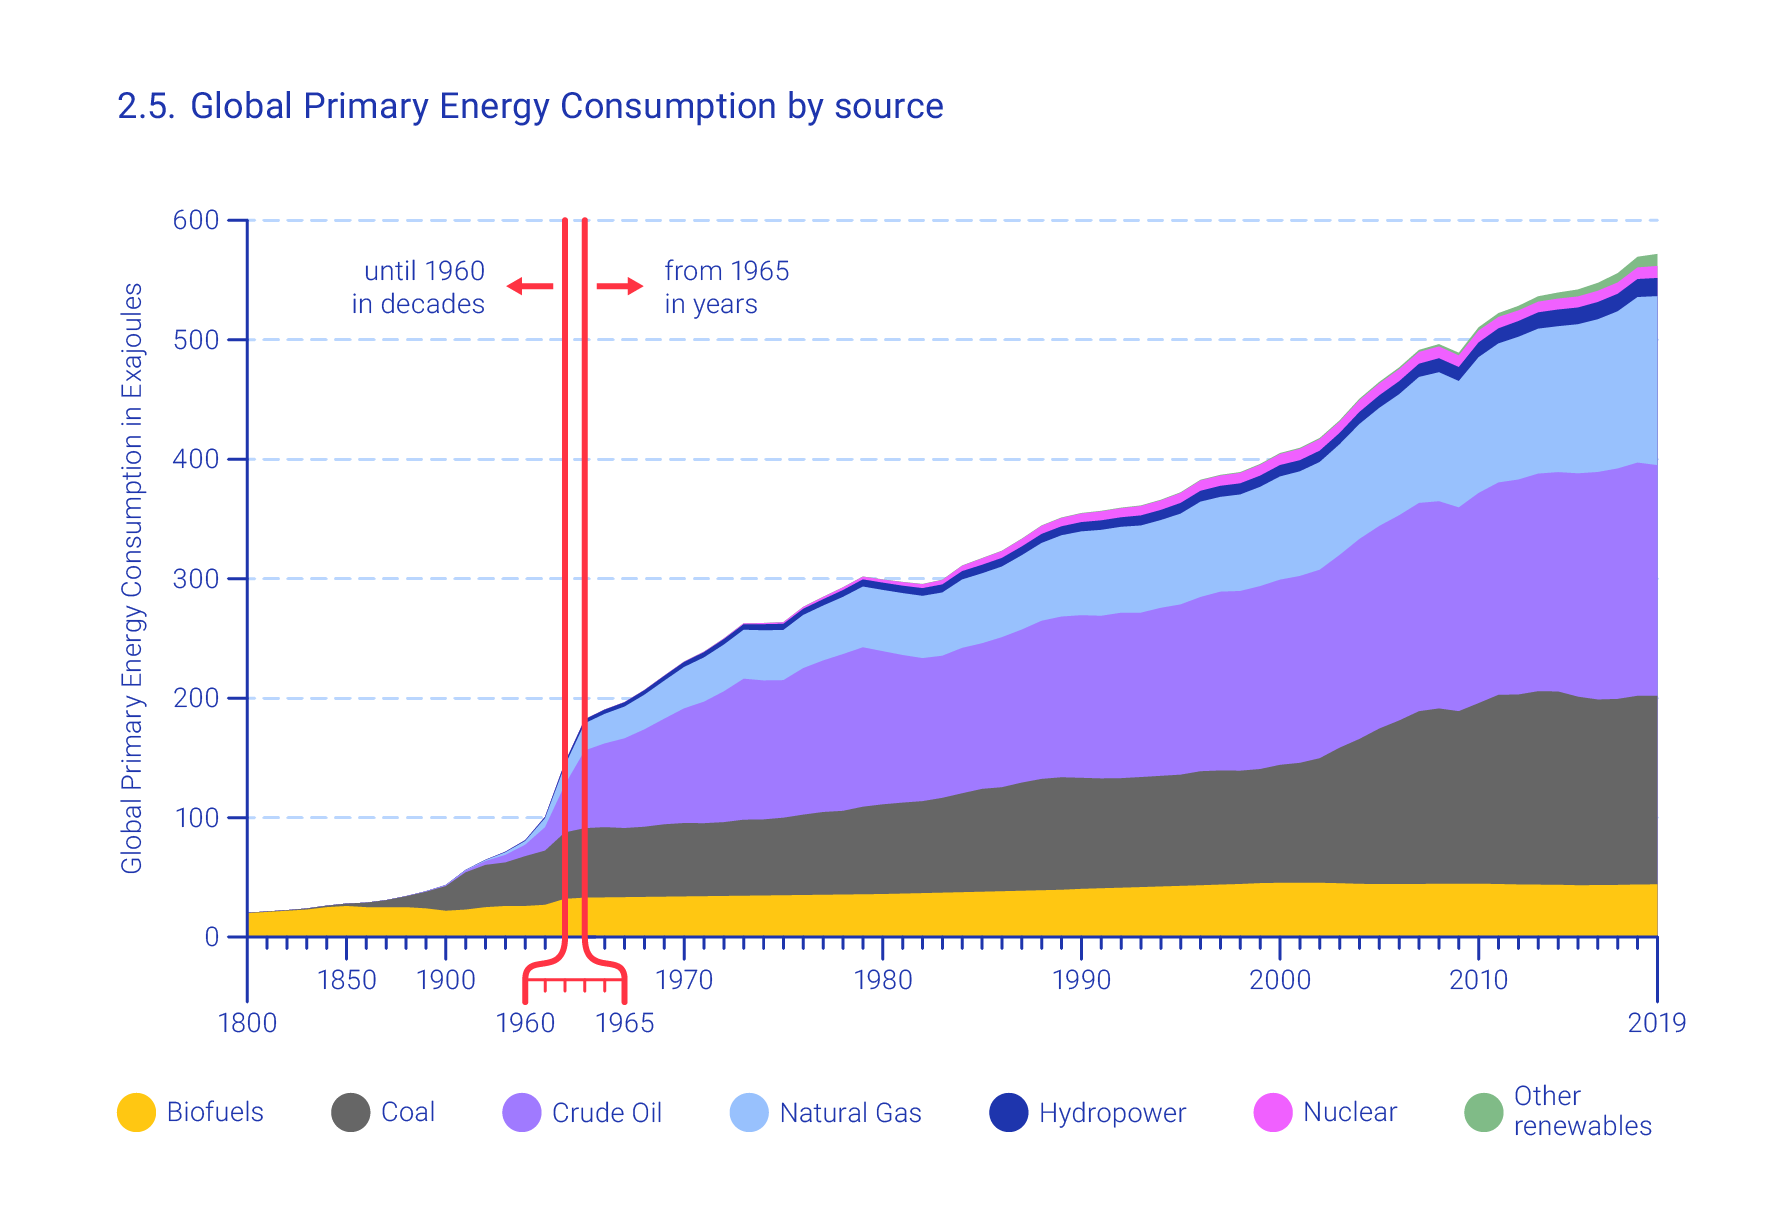 2.5. Global Primary Energy Consumption by source
Global Primary Energy Consumption in Exajoules
600
500
400
300
200
100
0
until 1960
in decades
from 1965
in years
1850 1900 1970 1980 1990 2000 2010
1800 1960 1965 2019
Biofuels
Coal
Crude Oil
Natural Gas
Hydropower
Nuclear
Other
renewables